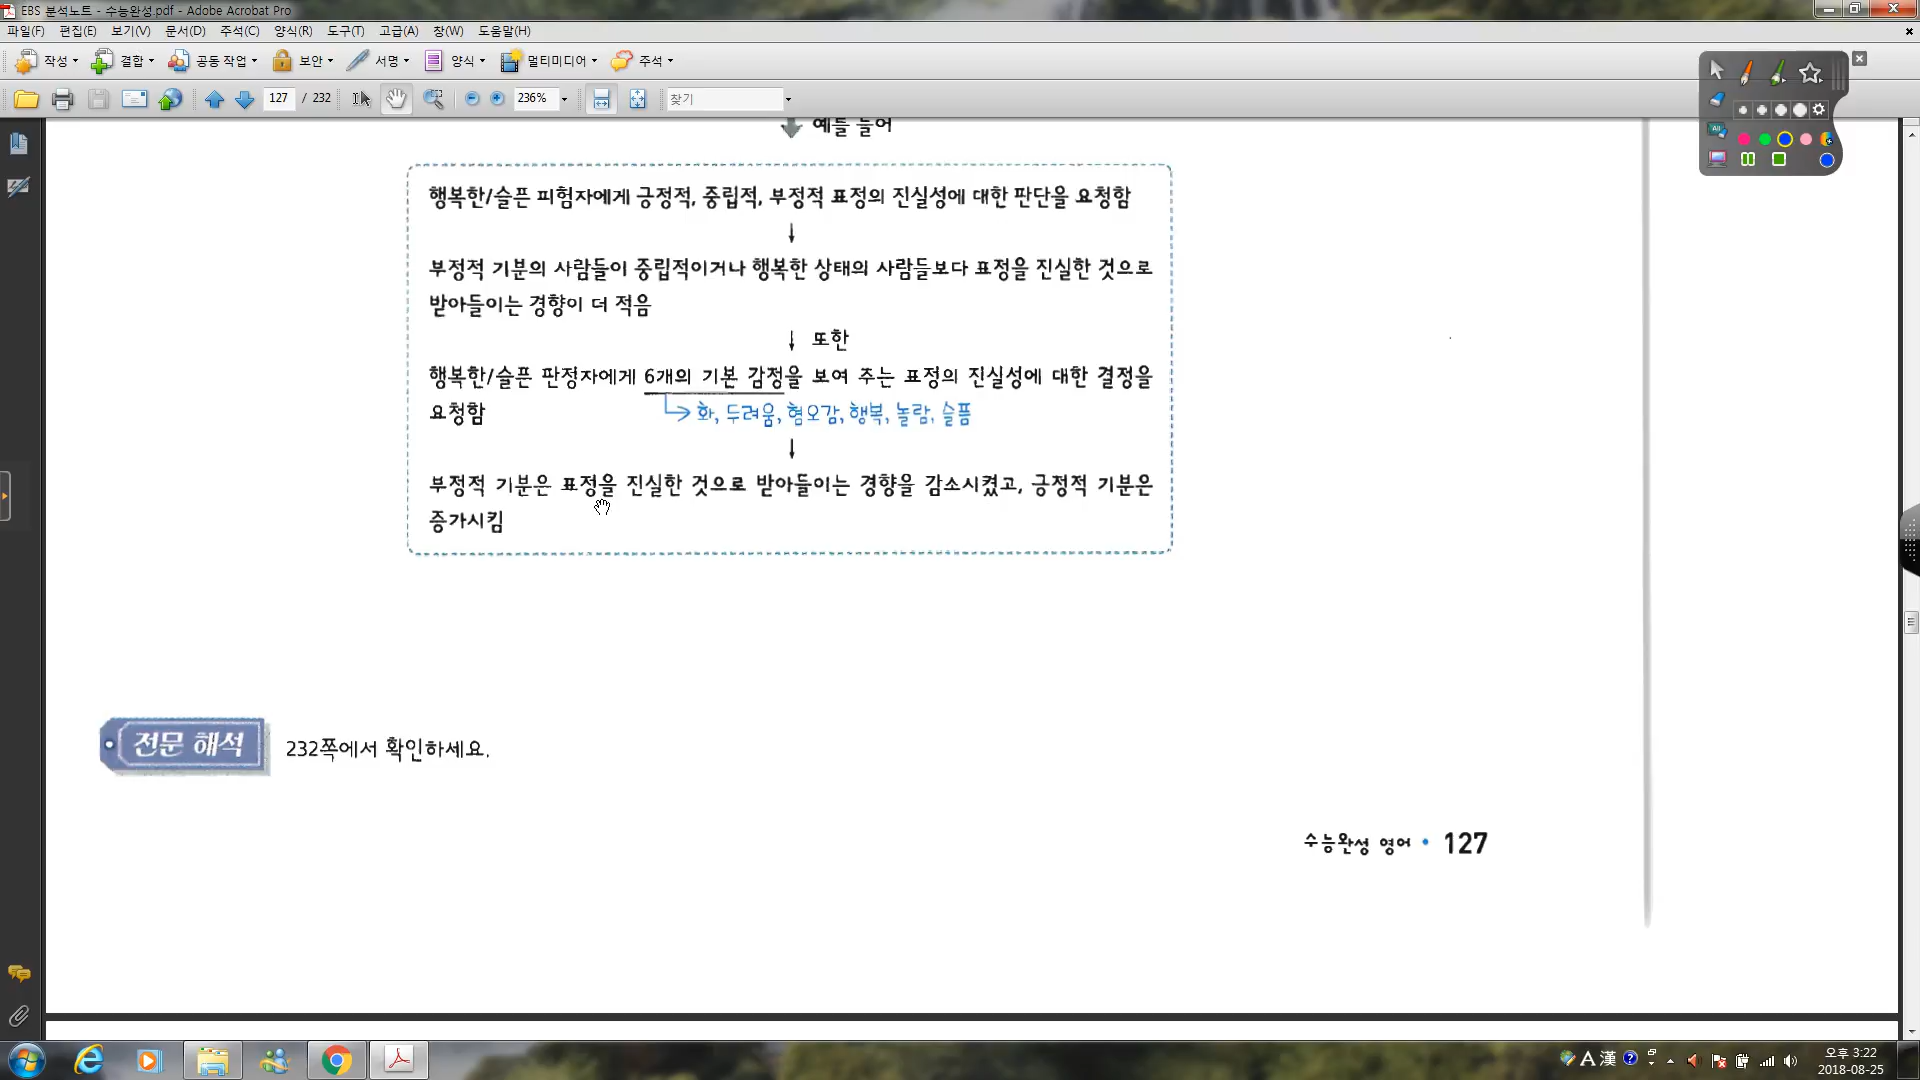 EBS 분석노트 - 수능완성.pdf - Adobe Acrobat Pro
파일(F) 편집(E) 보기(V) 문서(D) 주석(C) 양식(R) 도구(T) 고급(A) 창(W) 도움말(H)
작성 결합 공동 작업 보안 서명 양식 멀티미디어 주석
127 / 232 236% 찾기
예를 들어
행복한/슬픈 피험자에게 긍정적, 중립적, 부정적 표정의 진실성에 대한 판단을 요청함
부정적 기분의 사람들이 중립적이거나 행복한 상태의 사람들보다 표정을 진실한 것으로
받아들이는 경향이 더 적음
또한
행복한/슬픈 판정자에게 6개의 기본 감정을 보여 주는 표정의 진실성에 대한 결정을
요청함
화, 두려움, 혐오감, 행복, 놀람, 슬픔
부정적 기분은 표정을 진실한 것으로 받아들이는 경향을 감소시켰고, 긍정적 기분은
증가시킴
전문 해석 232쪽에서 확인하세요.
수능완성 영어 • 127
A 漢
오후 3:22
2018-08-25